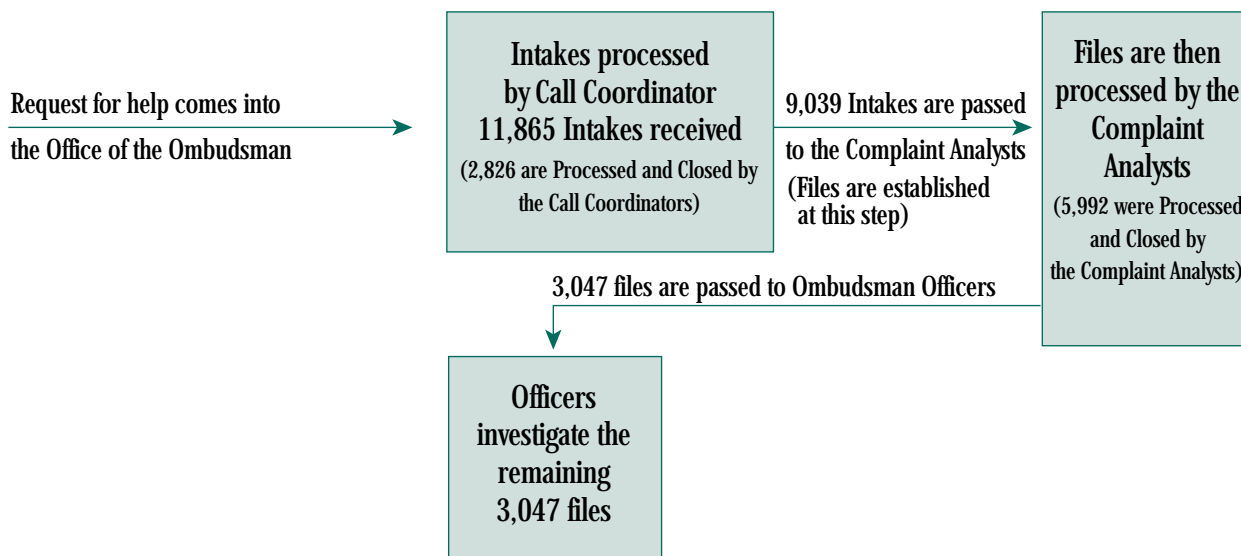 Request for help comes into
the Office of the Ombudsman
Intakes processed
by Call Coordinator
11,865 Intakes received
(2,826 are Processed and Closed by
the Call Coordinators)
9,039 Intakes are passed
to the Complaint Analysts
(Files are established
at this step)
Files are then
processed by the
Complaint
Analysts
(5,992 were Processed
and Closed by
the Complaint Analysts)
3,047 files are passed to Ombudsman Officers
Officers
investigate the
remaining
3,047 files